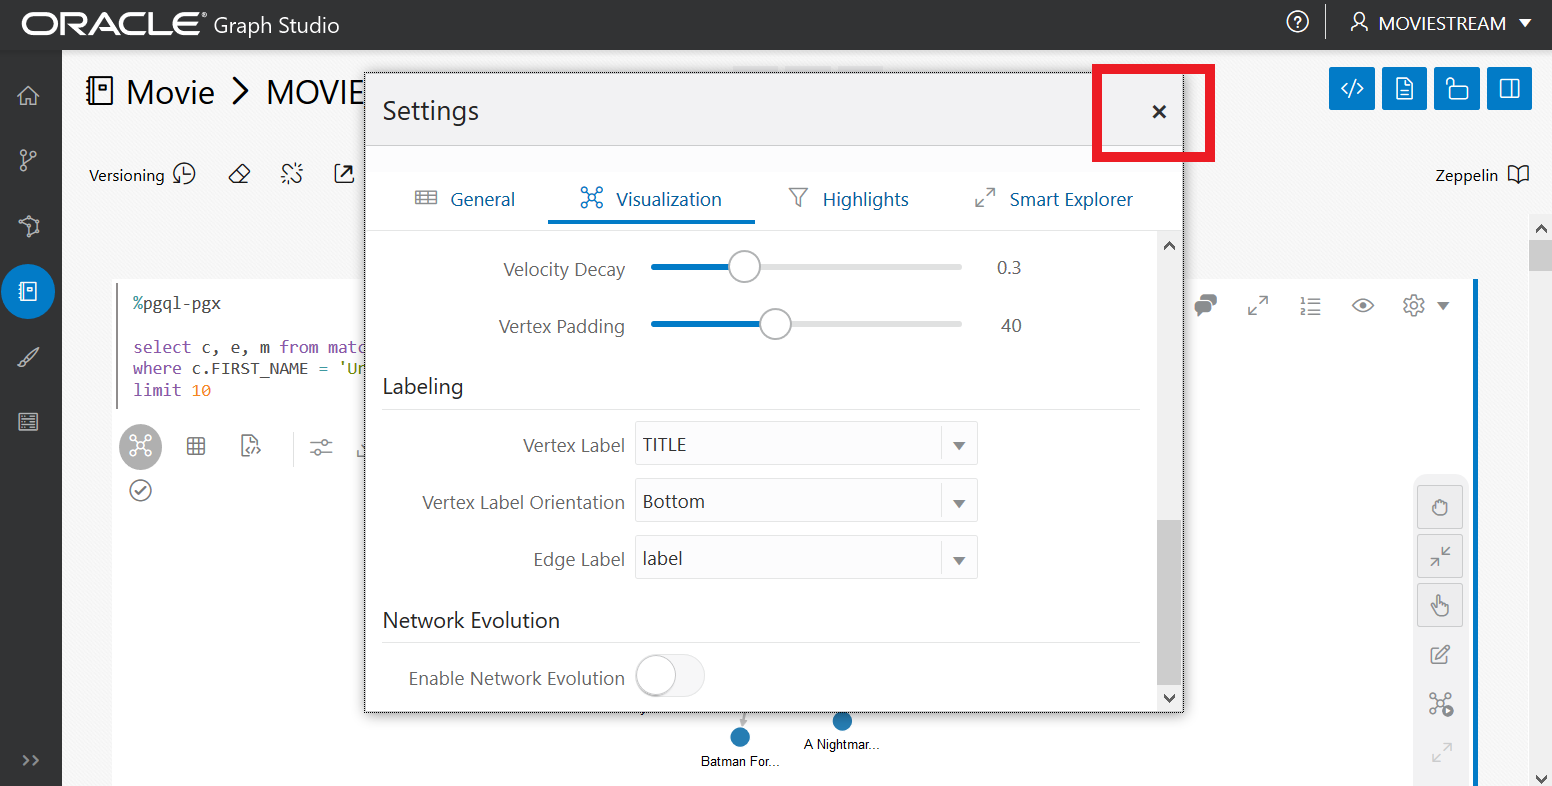 ORACLE® Graph Studio
MOVIESTREAM
Movie > MOVIE
Versioning
Zeppelin
Settings
×
General
Visualization
Highlights
Smart Explorer
Velocity Decay
0.3
Vertex Padding
40
Labeling
Vertex Label
TITLE
Vertex Label Orientation
Bottom
Edge Label
label
Network Evolution
Enable Network Evolution
%pgql-pgx
select c, e, m from matc
where c.FIRST_NAME = 'Un
limit 10
A Nightmar...
Batman For...